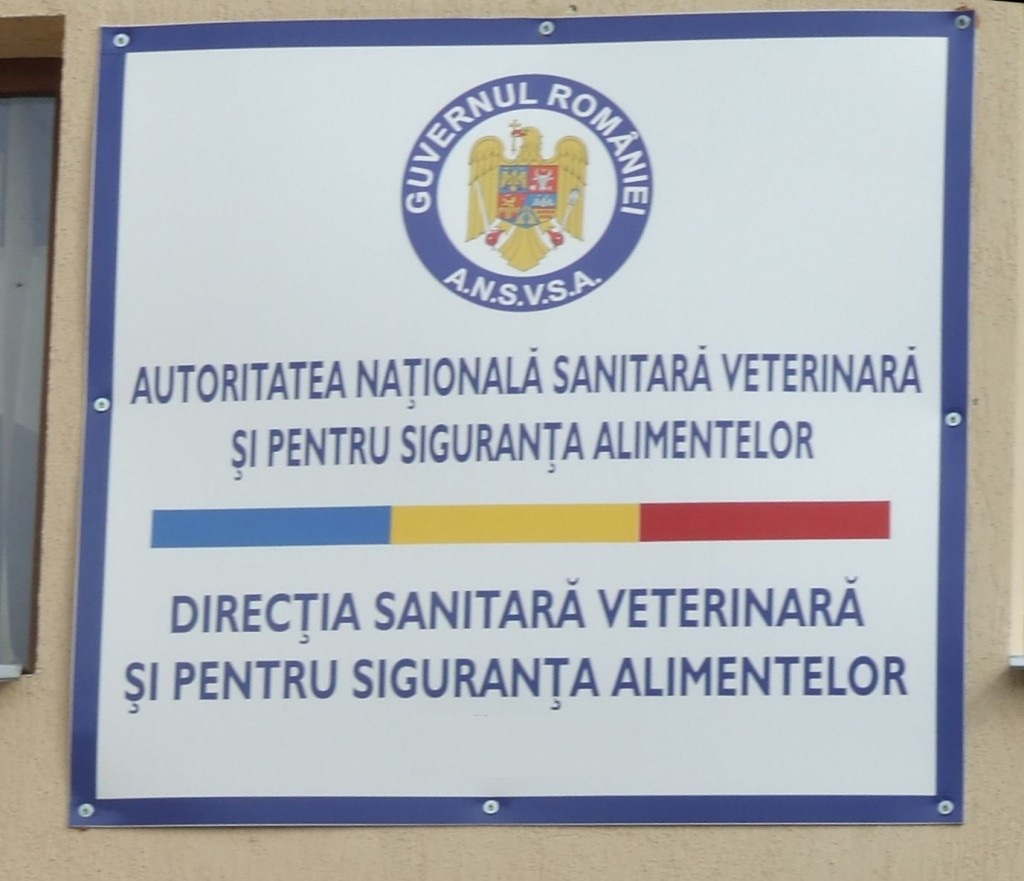 GUVERNUL ROMÂNIEI
A.N.S.V.S.A.
AUTORITATEA NAȚIONALĂ SANITARĂ VETERINARĂ
ȘI PENTRU SIGURANȚA ALIMENTELOR
DIRECȚIA SANITARĂ VETERINARĂ
ȘI PENTRU SIGURANȚA ALIMENTELOR